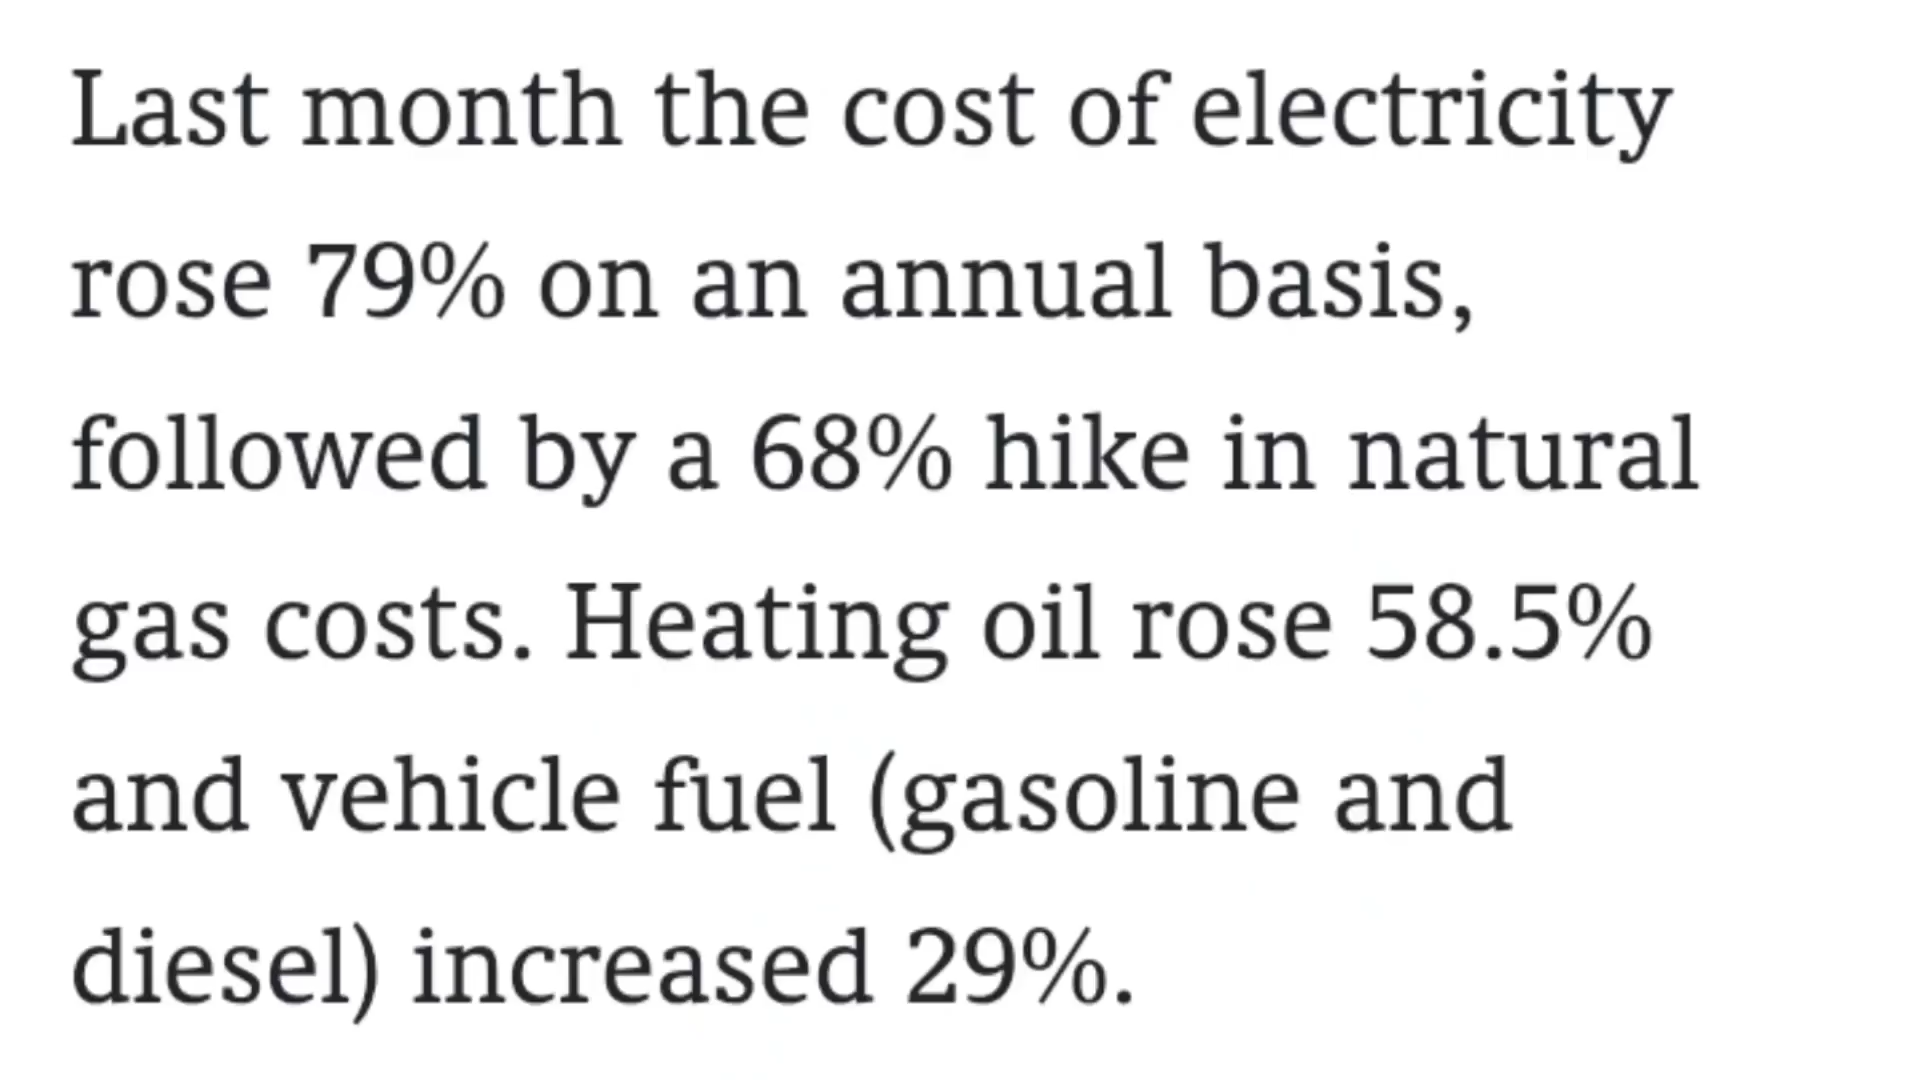 Last month the cost of electricity
rose 79% on an annual basis,
followed by a 68% hike in natural
gas costs. Heating oil rose 58.5%
and vehicle fuel (gasoline and
diesel) increased 29%.